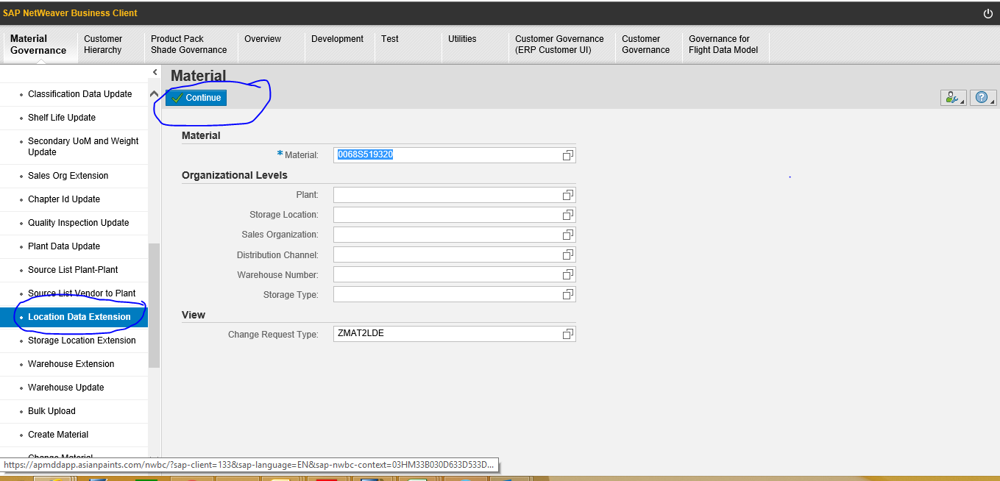 SAP NetWeaver Business Client
Material
Governance
Customer
Hierarchy
Product Pack
Shade Governance
Overview
Development
Test
Utilities
Customer Governance
(ERP Customer UI)
Customer
Governance
Governance for
Flight Data Model
Classification Data Update
Shelf Life Update
Secondary UoM and Weight
Update
Sales Org Extension
Chapter Id Update
Quality Inspection Update
Plant Data Update
Source List Plant-Plant
Source List Vendor to Plant
Location Data Extension
Storage Location Extension
Warehouse Extension
Warehouse Update
Bulk Upload
Create Material
Change Material
https://apmddapp.asianpaints.com/nwbc/?sap-client=133&sap-language=EN&sap-nwbc-context=03HM33B030D633D533D...
Material
Continue
Material
* Material: 0068S519320
Organizational Levels
Plant:
Storage Location:
Sales Organization:
Distribution Channel:
Warehouse Number:
Storage Type:
View
Change Request Type: ZMAT2LDE